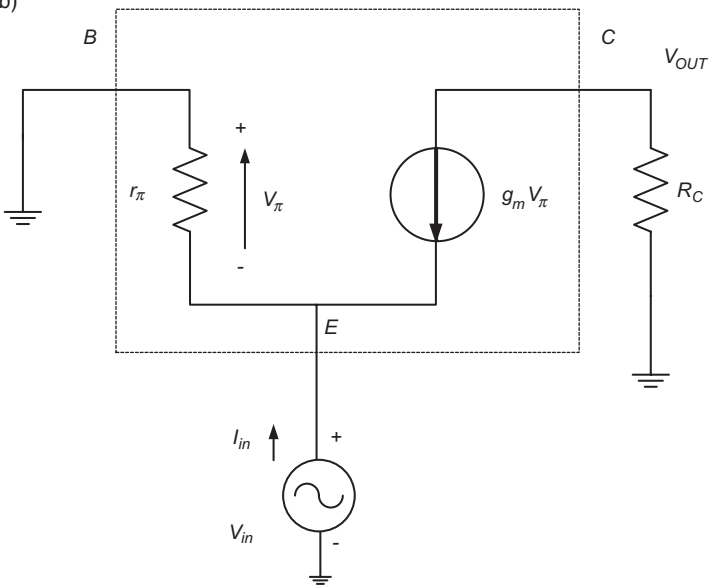 b)
B
C
V_OUT
+
r_π
V_π
-
g_m V_π
R_C
E
I_in
+
V_in
-